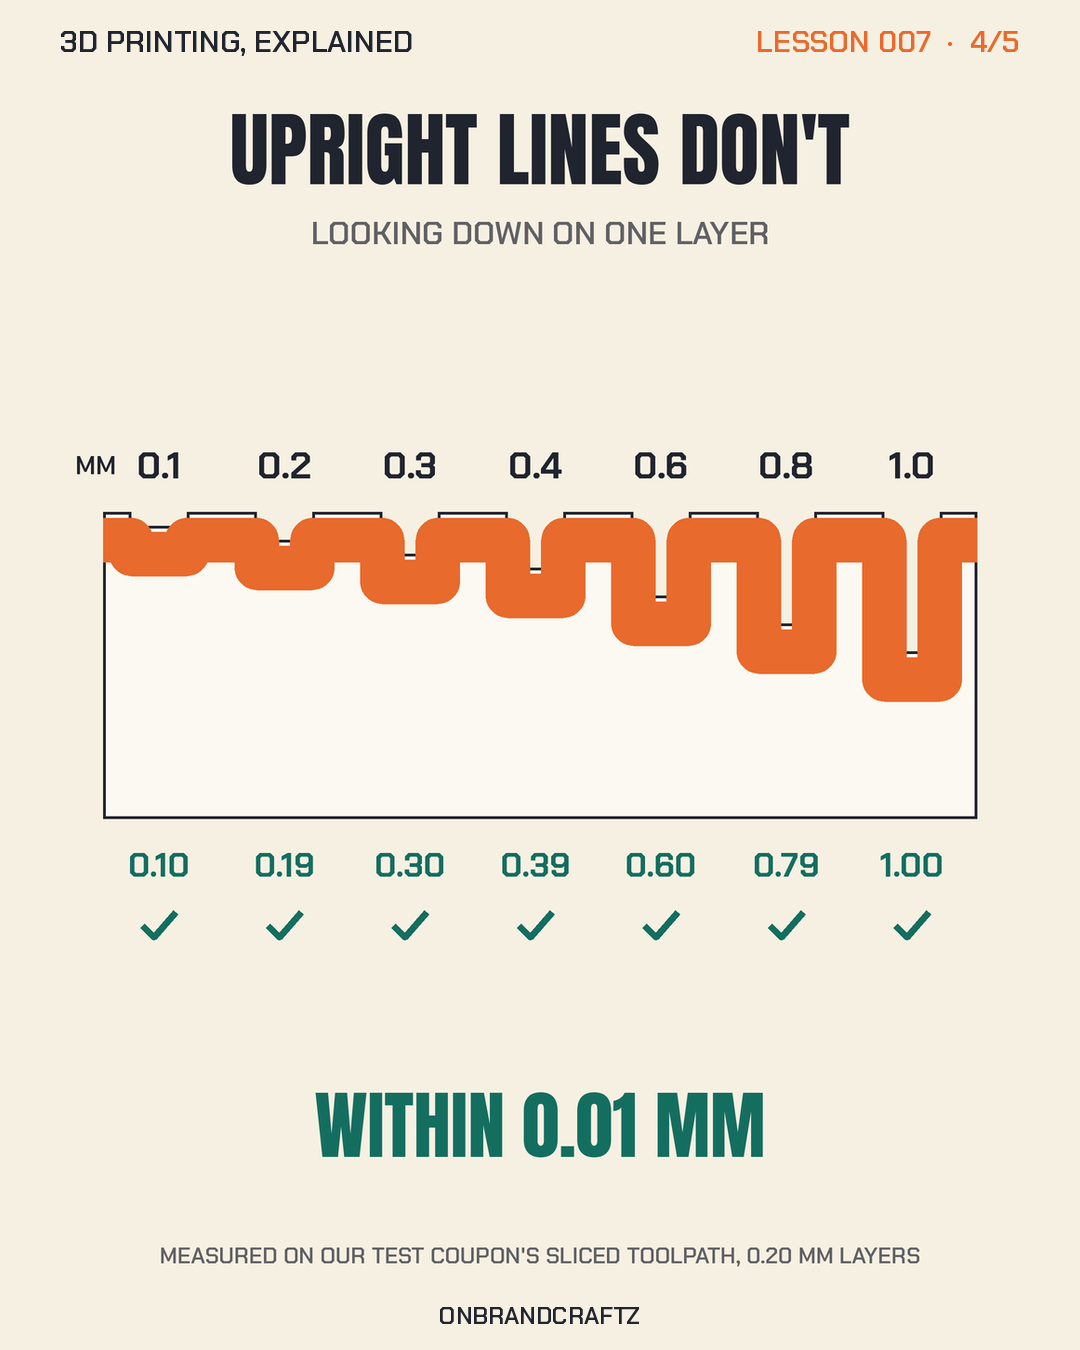 3D PRINTING, EXPLAINED
LESSON 007 · 4/5
UPRIGHT LINES DON'T
LOOKING DOWN ON ONE LAYER
MM 0.1 0.2 0.3 0.4 0.6 0.8 1.0
0.10 0.19 0.30 0.39 0.60 0.79 1.00
WITHIN 0.01 MM
MEASURED ON OUR TEST COUPON'S SLICED TOOLPATH, 0.20 MM LAYERS
ONBRANDCRAFTZ